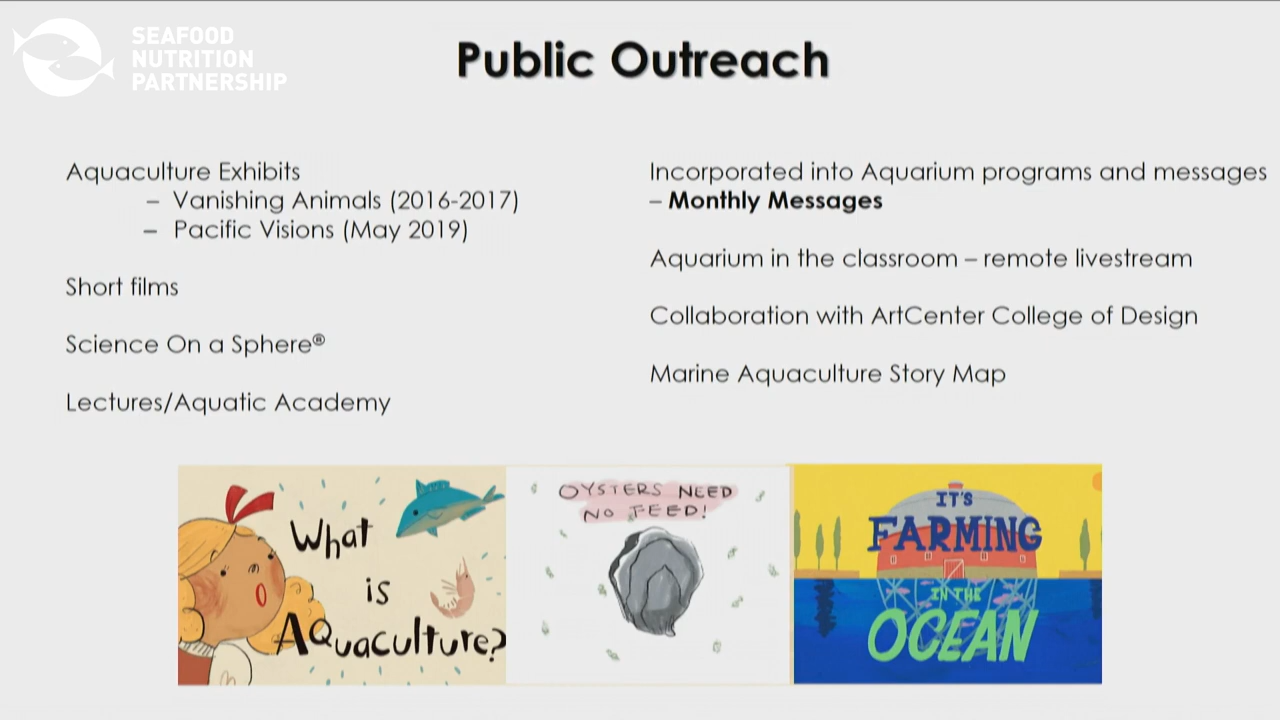 SEAFOOD
NUTRITION
PARTNERSHIP
Public Outreach
Aquaculture Exhibits
– Vanishing Animals (2016-2017)
– Pacific Visions (May 2019)
Short films
Science On a Sphere®
Lectures/Aquatic Academy
Incorporated into Aquarium programs and messages
– Monthly Messages
Aquarium in the classroom – remote livestream
Collaboration with ArtCenter College of Design
Marine Aquaculture Story Map
What
is
AQuaculture?
OYSTERS NEED
NO FEED!
IT'S
FARMING
IN THE
OCEAN